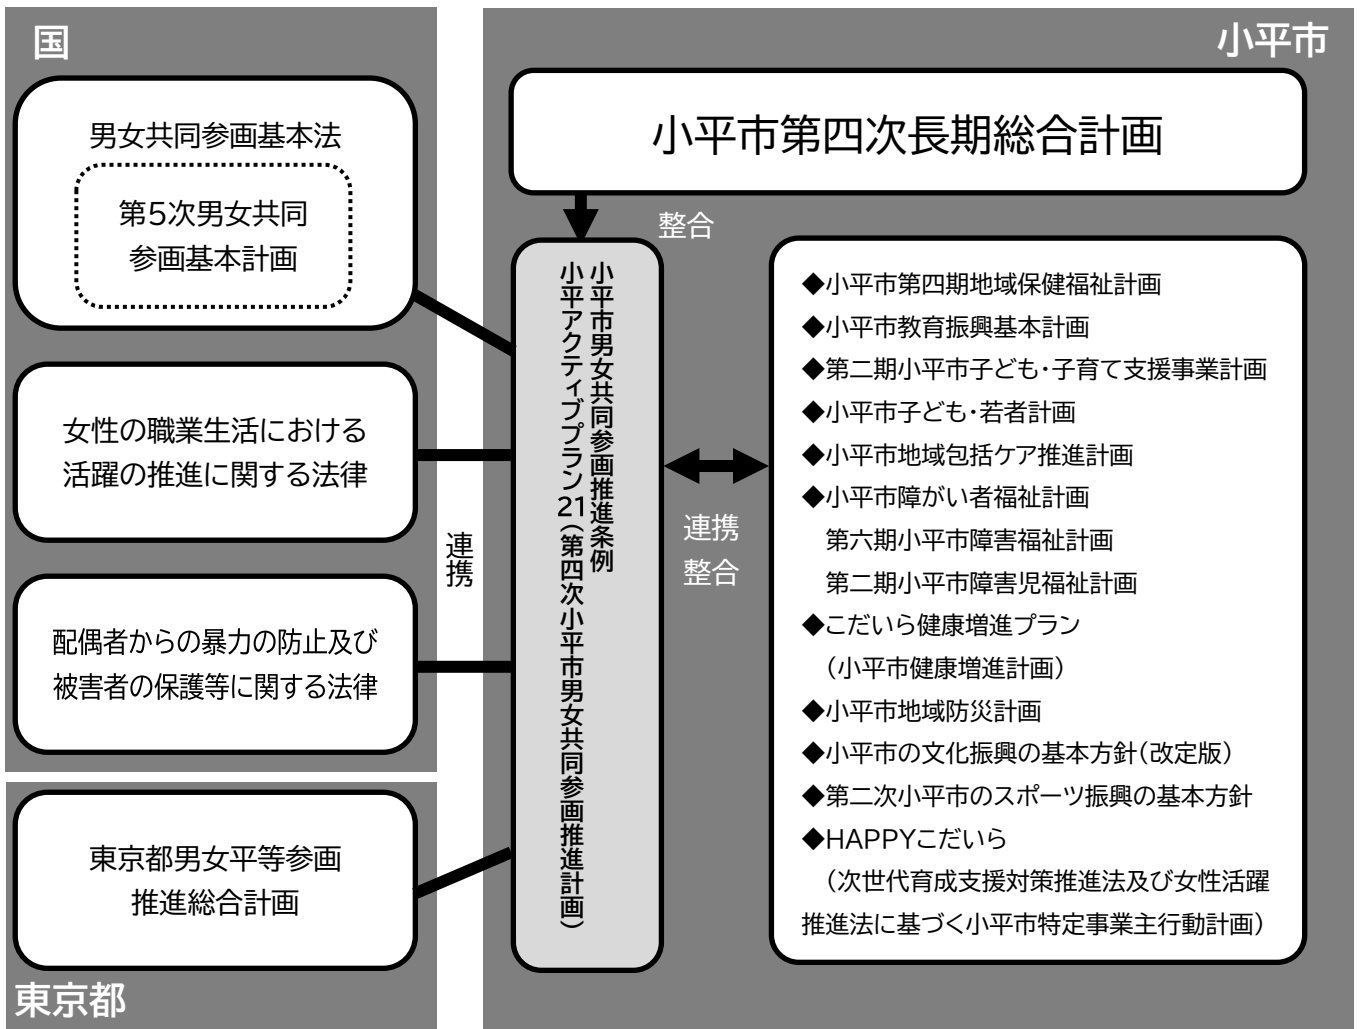 国
男女共同参画基本法
第5次男女共同
参画基本計画
女性の職業生活における
活躍の推進に関する法律
配偶者からの暴力の防止及び
被害者の保護等に関する法律
東京都男女平等参画
推進総合計画
東京都
連携
小平市
小平市第四次長期総合計画
整合
小平市男女共同参画推進条例
小平アクティブプラン21(第四次小平市男女共同参画推進計画)
連携
整合
◆小平市第四期地域保健福祉計画
◆小平市教育振興基本計画
◆第二期小平市子ども・子育て支援事業計画
◆小平市子ども・若者計画
◆小平市地域包括ケア推進計画
◆小平市障がい者福祉計画
第六期小平市障害福祉計画
第二期小平市障害児福祉計画
◆こだいら健康増進プラン
(小平市健康増進計画)
◆小平市地域防災計画
◆小平市の文化振興の基本方針(改定版)
◆第二次小平市のスポーツ振興の基本方針
◆HAPPYこだいら
(次世代育成支援対策推進法及び女性活躍
推進法に基づく小平市特定事業主行動計画)